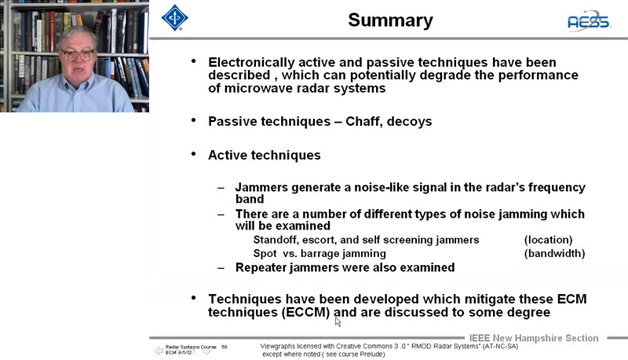 Summary
AESS
• Electronically active and passive techniques have been
described , which can potentially degrade the performance
of microwave radar systems
• Passive techniques – Chaff, decoys
• Active techniques
– Jammers generate a noise-like signal in the radar's frequency
band
– There are a number of different types of noise jamming which
will be examined
Standoff, escort, and self screening jammers (location)
Spot vs. barrage jamming (bandwidth)
– Repeater jammers were also examined
• Techniques have been developed which mitigate these ECM
techniques (ECCM) and are discussed to some degree
IEEE New Hampshire Section
Radar Systems Course
Viewgraphs licensed with Creative Commons 3 .0 " RMOD Radar Systems" (AT-NC-SA)
except where noted ( see course Prelude)